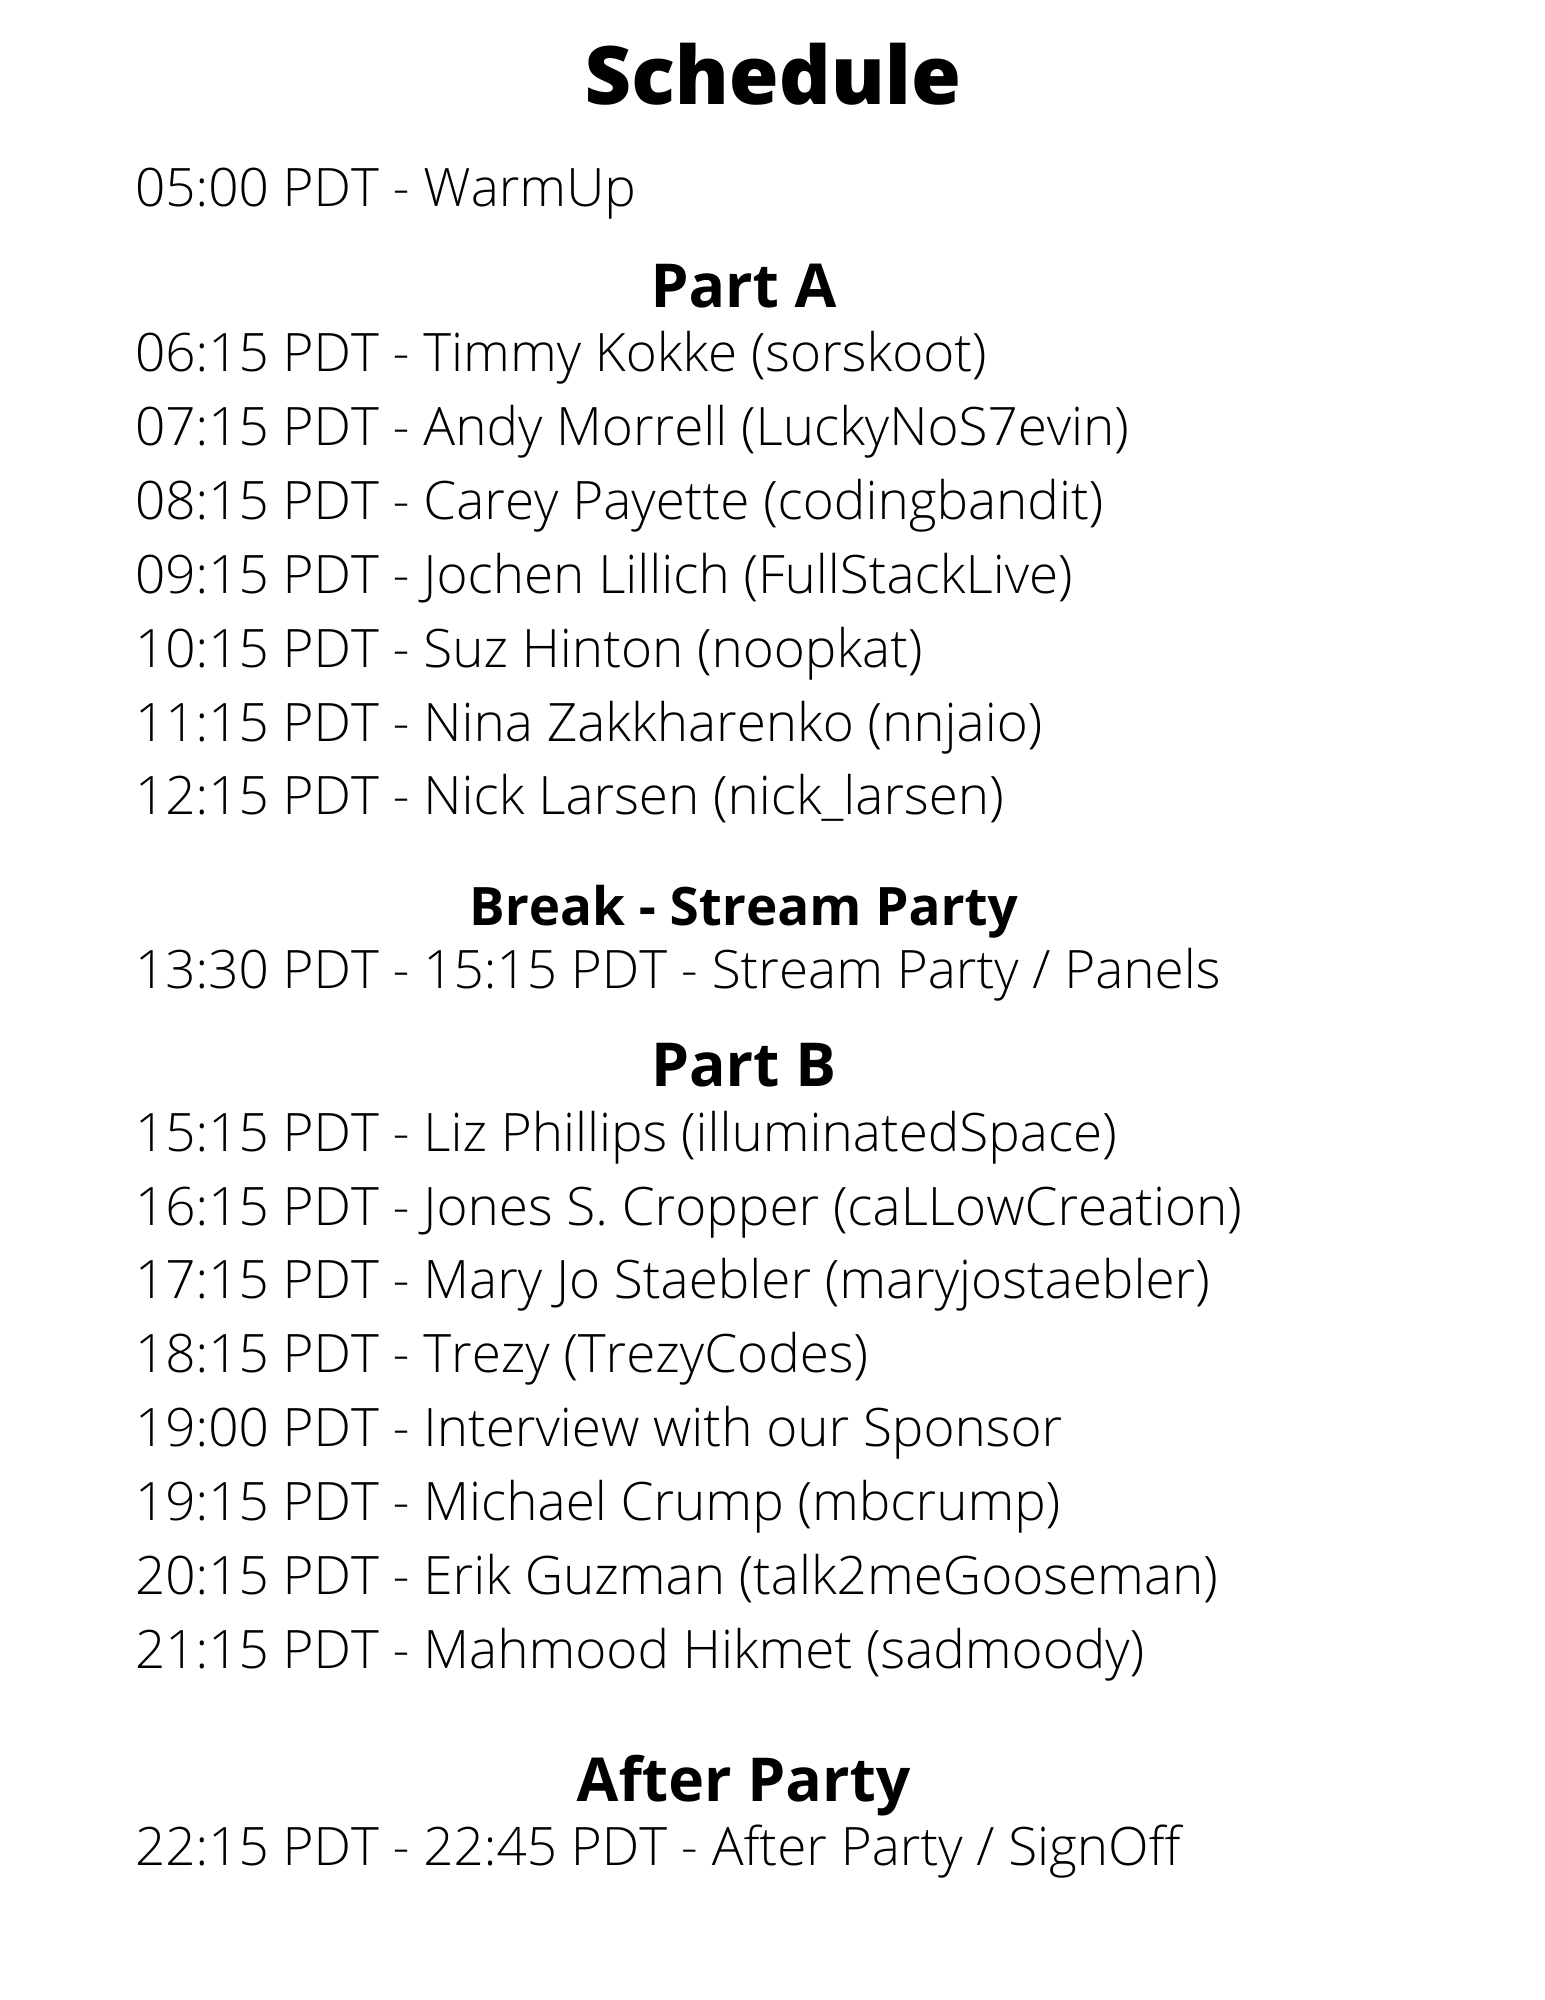 Schedule
05:00 PDT - WarmUp
Part A
06:15 PDT - Timmy Kokke (sorskoot)
07:15 PDT - Andy Morrell (LuckyNoS7evin)
08:15 PDT - Carey Payette (codingbandit)
09:15 PDT - Jochen Lillich (FullStackLive)
10:15 PDT - Suz Hinton (noopkat)
11:15 PDT - Nina Zakkharenko (nnjaio)
12:15 PDT - Nick Larsen (nick_larsen)
Break - Stream Party
13:30 PDT - 15:15 PDT - Stream Party / Panels
Part B
15:15 PDT - Liz Phillips (illuminatedSpace)
16:15 PDT - Jones S. Cropper (caLLowCreation)
17:15 PDT - Mary Jo Staebler (maryjostaebler)
18:15 PDT - Trezy (TrezyCodes)
19:00 PDT - Interview with our Sponsor
19:15 PDT - Michael Crump (mbcrump)
20:15 PDT - Erik Guzman (talk2meGooseman)
21:15 PDT - Mahmood Hikmet (sadmoody)
After Party
22:15 PDT - 22:45 PDT - After Party / SignOff